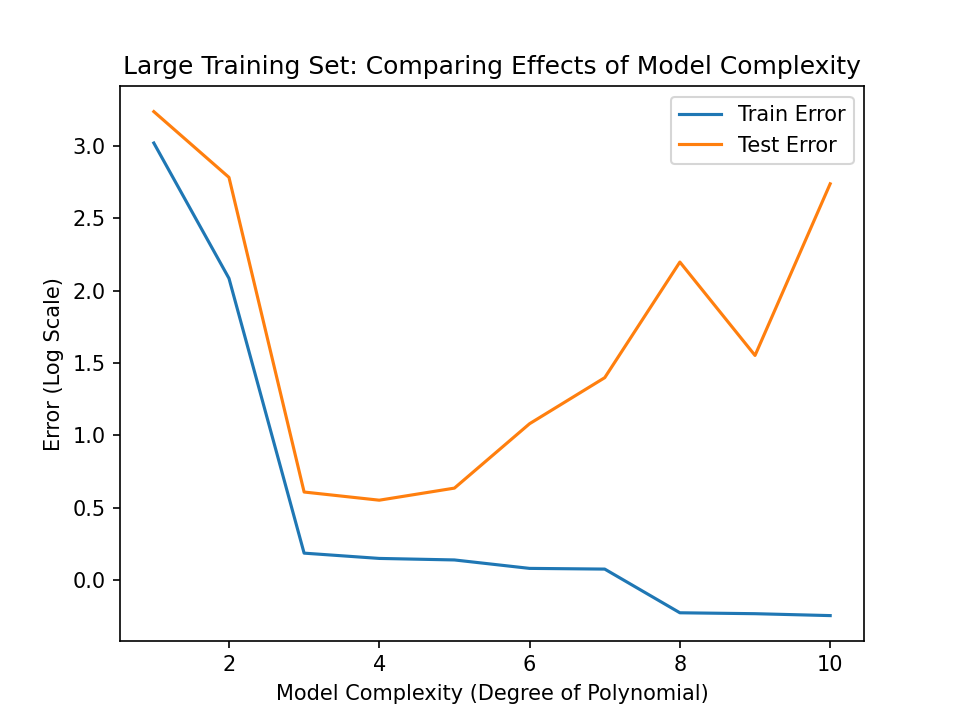 Large Training Set: Comparing Effects of Model Complexity
Train Error
Test Error
Error (Log Scale)
3.0
2.5
2.0
1.5
1.0
0.5
0.0
2 4 6 8 10
Model Complexity (Degree of Polynomial)